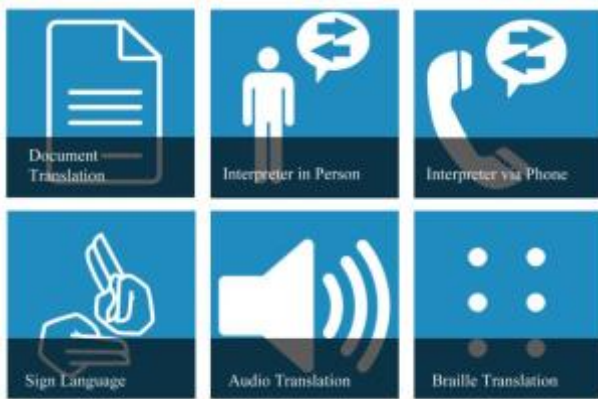 Document
Translation
Interpreter in Person
Interpreter via Phone
Sign Language
Audio Translation
Braille Translation